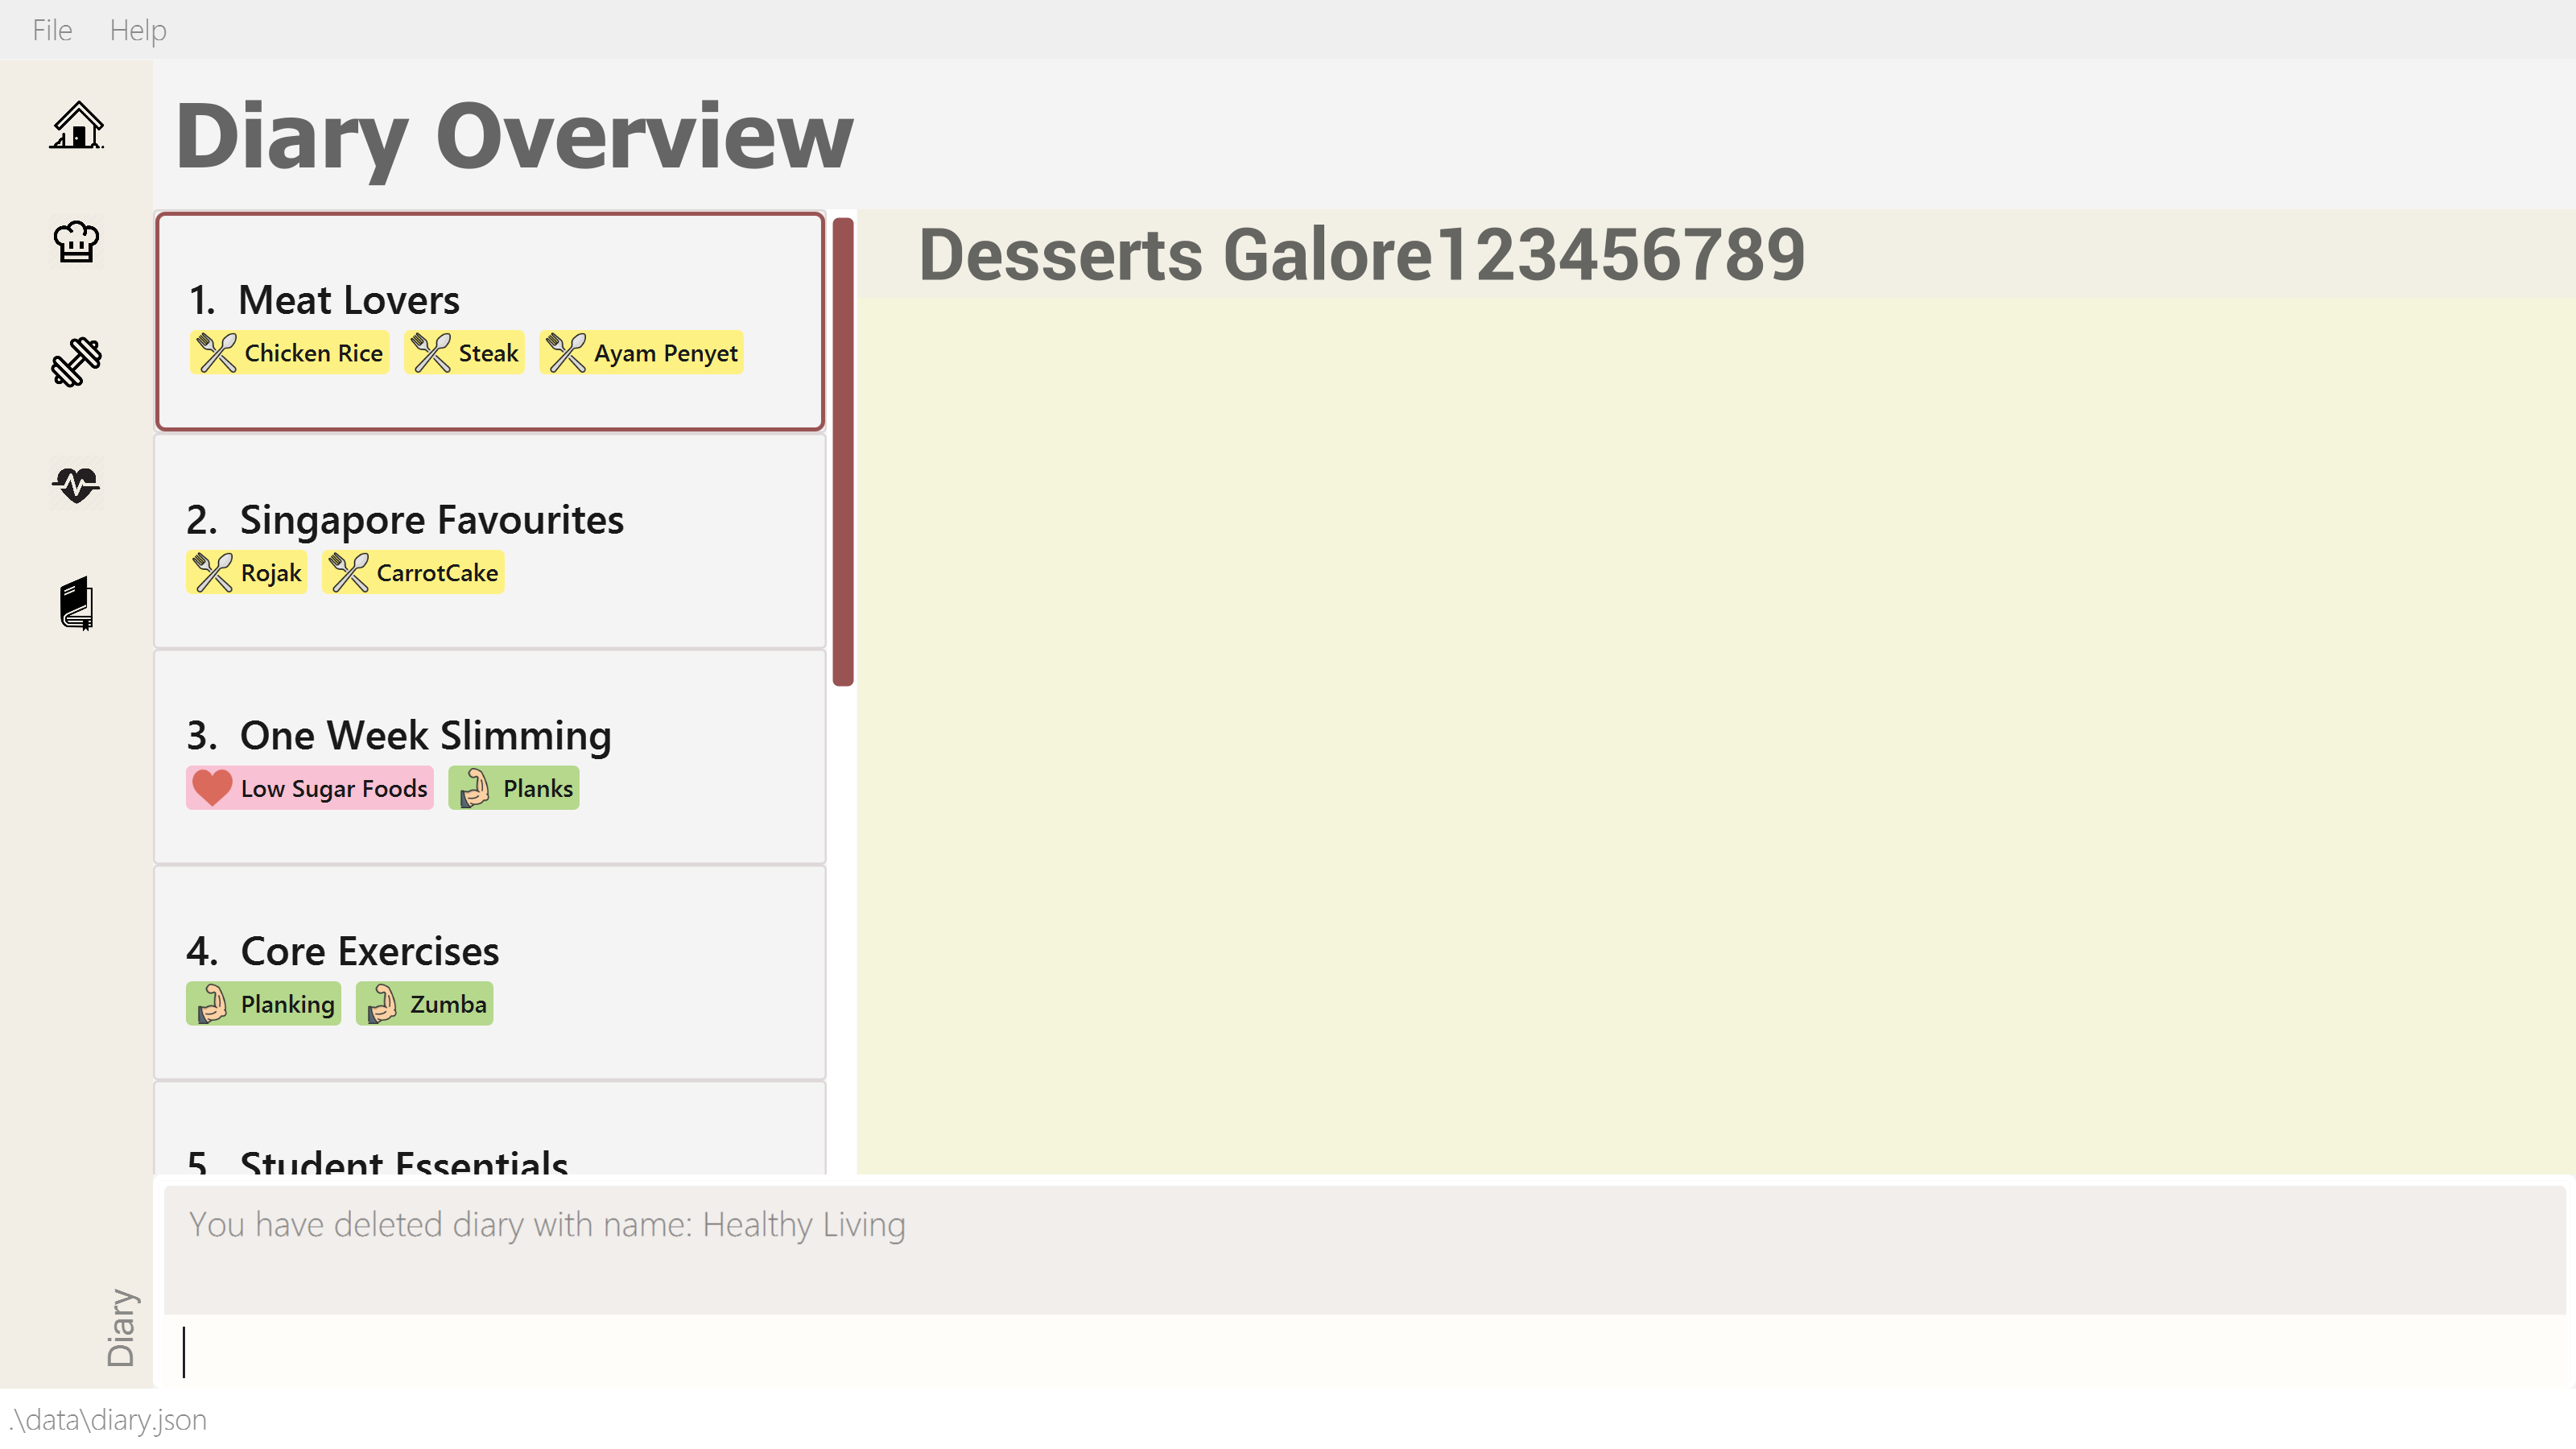 File Help
Diary Overview
1. Meat Lovers
Chicken Rice Steak Ayam Penyet
2. Singapore Favourites
Rojak CarrotCake
3. One Week Slimming
Low Sugar Foods Planks
4. Core Exercises
Planking Zumba
5. Student Essentials
Desserts Galore123456789
You have deleted diary with name: Healthy Living
Diary
.\data\diary.json